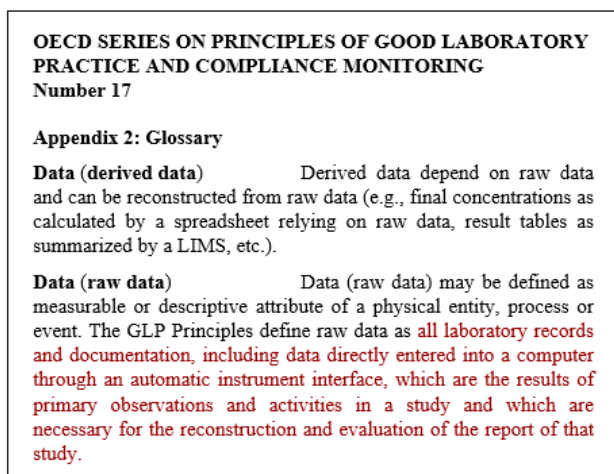 OECD SERIES ON PRINCIPLES OF GOOD LABORATORY
PRACTICE AND COMPLIANCE MONITORING
Number 17
Appendix 2: Glossary
Data (derived data) Derived data depend on raw data
and can be reconstructed from raw data (e.g., final concentrations as
calculated by a spreadsheet relying on raw data, result tables as
summarized by a LIMS, etc.).
Data (raw data) Data (raw data) may be defined as
measurable or descriptive attribute of a physical entity, process or
event. The GLP Principles define raw data as all laboratory records
and documentation, including data directly entered into a computer
through an automatic instrument interface, which are the results of
primary observations and activities in a study and which are
necessary for the reconstruction and evaluation of the report of that
study.